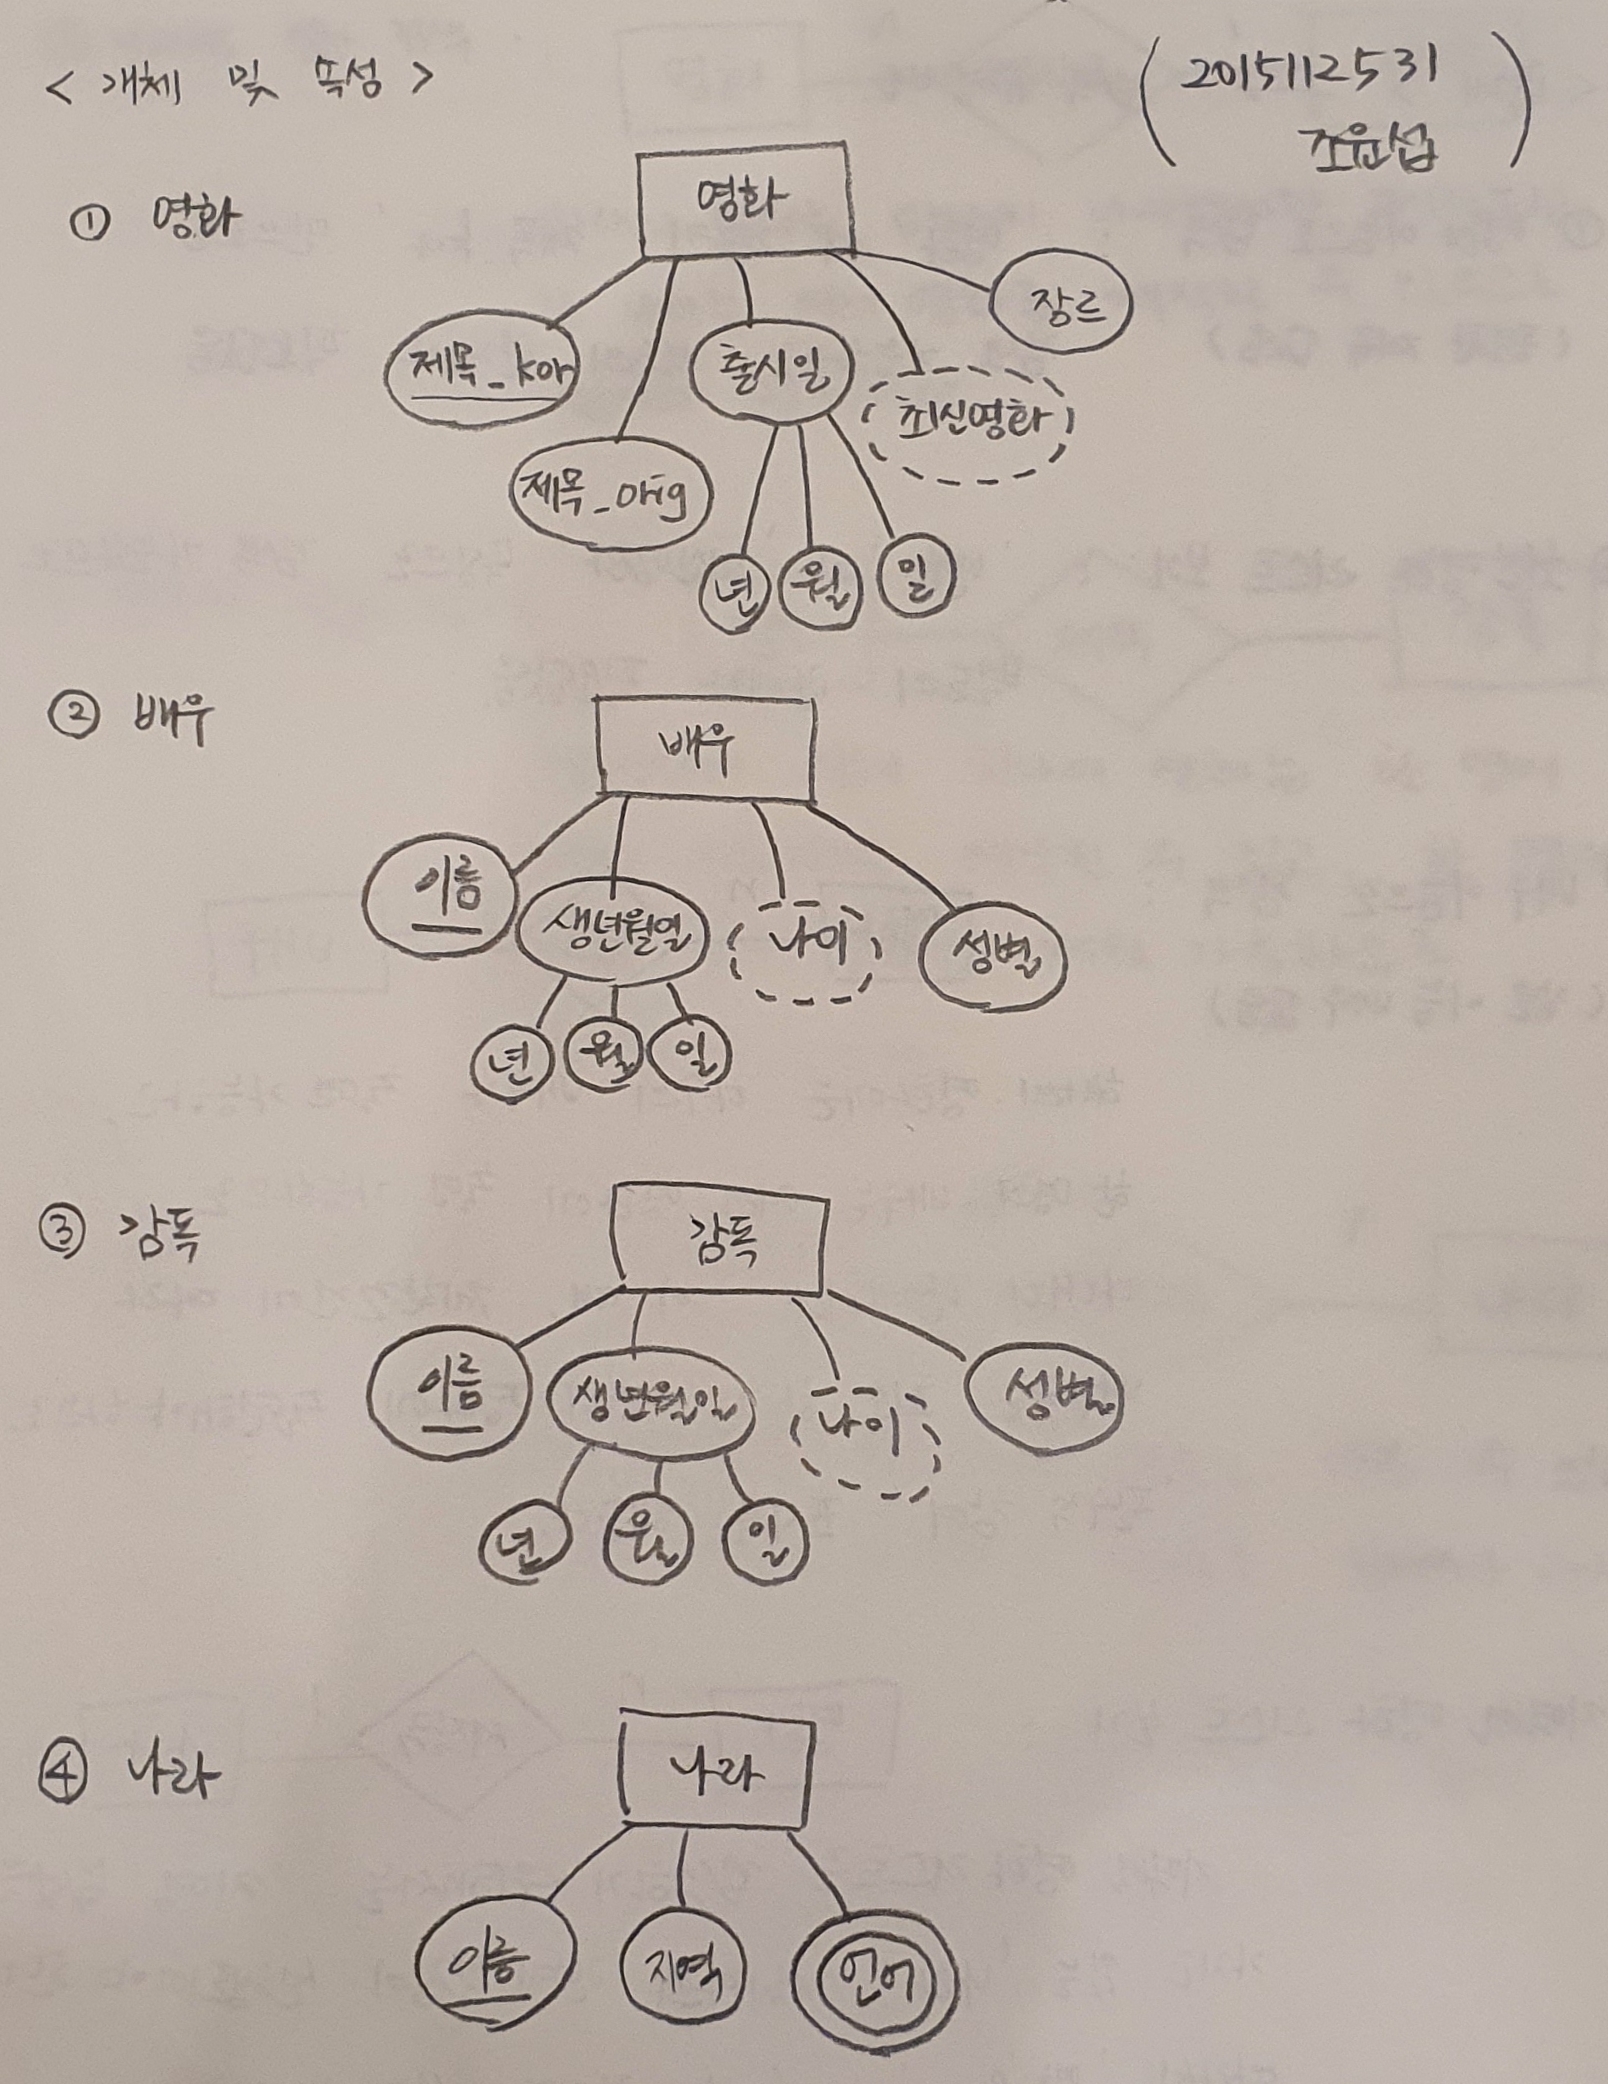 < 개체 및 속성 >
( 2015112531
조윤섭 )
① 영화
영화
제목_kor
제목_orig
출시일
최신영화
장르
년
월
일
② 배우
배우
이름
생년월일
나이
성별
년
월
일
③ 감독
감독
이름
생년월일
나이
성별
년
월
일
④ 나라
나라
이름
지역
언어